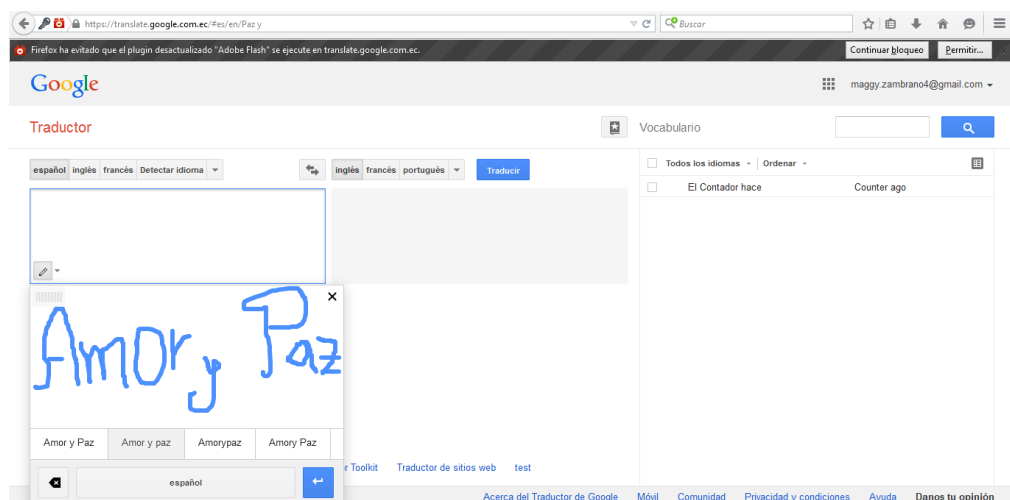 https://translate.google.com.ec/#es/en/Paz y
Buscar
Firefox ha evitado que el plugin desactualizado "Adobe Flash" se ejecute en translate.google.com.ec.
Continuar bloqueo
Permitir...
Google
maggy.zambrano4@gmail.com
Traductor
Vocabulario
español inglés francés Detectar idioma
inglés francés portugués
Traducir
Todos los idiomas
Ordenar
El Contador hace
Counter ago
Amor y Paz
Amor y Paz
Amor y paz
Amorypaz
Amory Paz
español
Toolkit
Traductor de sitios web
test
Acerca del Traductor de Google
Móvil
Comunidad
Privacidad y condiciones
Ayuda
Danos tu opinión